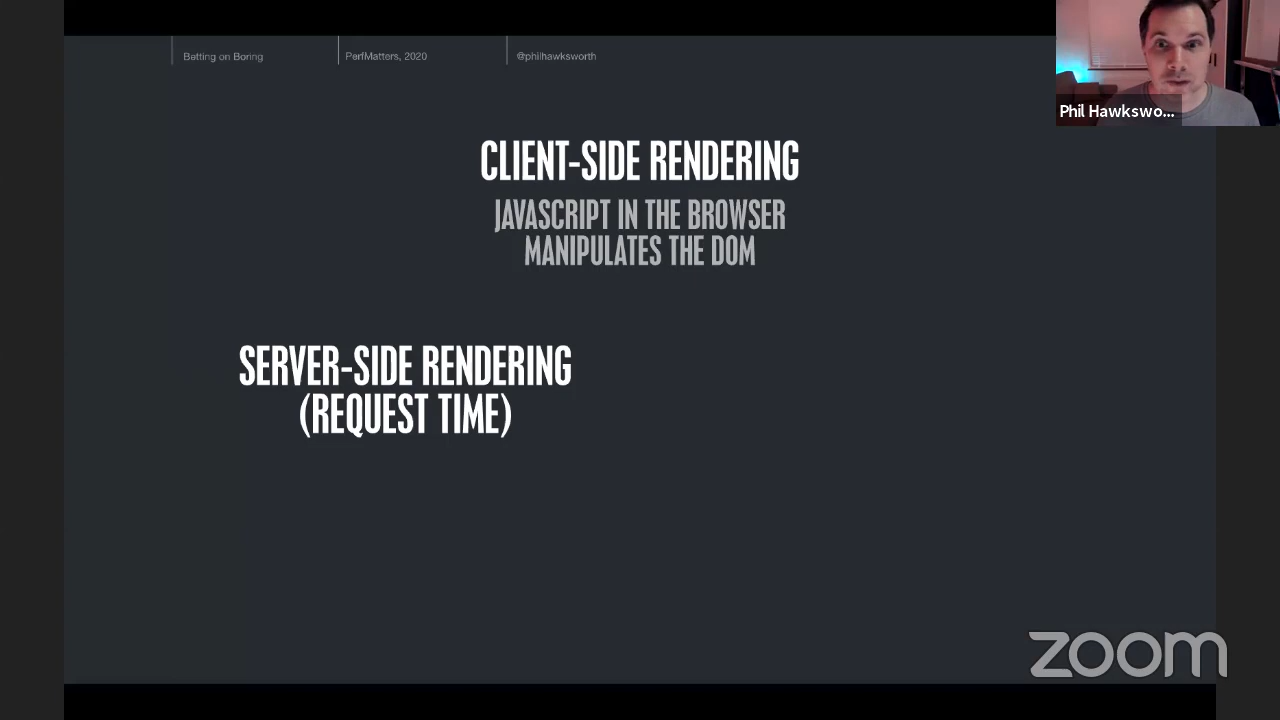 Betting on Boring
PerfMatters, 2020
@philhawksworth
Phil Hawkswo...
CLIENT-SIDE RENDERING
JAVASCRIPT IN THE BROWSER
MANIPULATES THE DOM
SERVER-SIDE RENDERING
(REQUEST TIME)
zoom